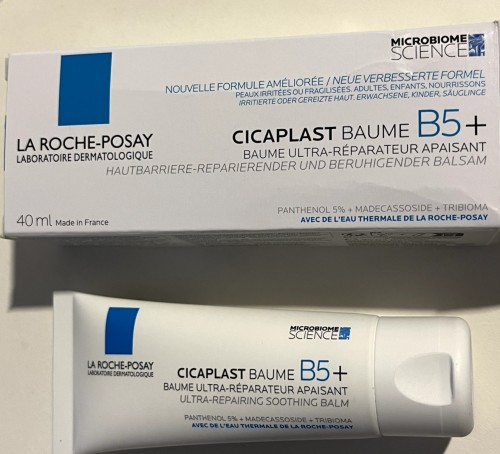 MICROBIOME
SCIENCE
NOUVELLE FORMULE AMÉLIORÉE / NEUE VERBESSERTE FORMEL
PEAUX IRRITÉES OU FRAGILISÉES, ADULTES, ENFANTS, NOURRISSONS
IRRITIERTE ODER GEREIZTE HAUT. ERWACHSENE, KINDER, SÄUGLINGE
LA ROCHE-POSAY
LABORATOIRE DERMATOLOGIQUE
CICAPLAST BAUME B5+
BAUME ULTRA-RÉPARATEUR APAISANT
HAUTBARRIERE-REPARIERENDER UND BERUHIGENDER BALSAM
40 ml Made in France
PANTHENOL 5% + MADECASSOSIDE + TRIBIOMA
AVEC DE L'EAU THERMALE DE LA ROCHE-POSAY
MICROBIOME
SCIENCE
LA ROCHE-POSAY
LABORATOIRE DERMATOLOGIQUE
CICAPLAST BAUME B5+
BAUME ULTRA-RÉPARATEUR APAISANT
ULTRA-REPAIRING SOOTHING BALM
PANTHENOL 5% + MADECASSOSIDE + TRIBIOMA
AVEC DE L'EAU THERMALE DE LA ROCHE-POSAY